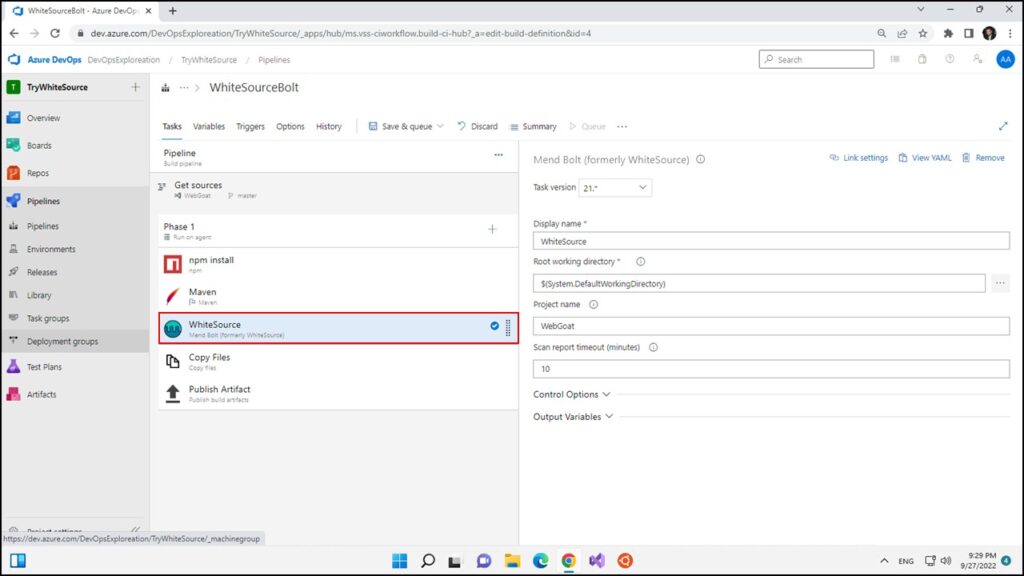 WhiteSourceBolt - Azure DevOps
dev.azure.com/DevOpsExploreation/TryWhiteSource/_apps/hub/ms.vss-ciworkflow.build-ci-hub?_a=edit-build-definition&id=4
Azure DevOps DevOpsExploreation / TryWhiteSource / Pipelines
Search
AA
T TryWhiteSource
WhiteSourceBolt
Overview
Boards
Repos
Pipelines
Pipelines
Environments
Releases
Library
Task groups
Deployment groups
Test Plans
Artifacts
Project settings
Tasks Variables Triggers Options History Save & queue Discard Summary Queue
Pipeline
Build pipeline
Get sources
WebGoat master
Phase 1
Run on agent
npm install
npm
Maven
Maven
WhiteSource
Mend Bolt (formerly WhiteSource)
Copy Files
Copy files
Publish Artifact
Publish build artifacts
Mend Bolt (formerly WhiteSource)
Link settings View YAML Remove
Task version 21.*
Display name *
WhiteSource
Root working directory *
$(System.DefaultWorkingDirectory)
Project name
WebGoat
Scan report timeout (minutes)
10
Control Options
Output Variables
https://dev.azure.com/DevOpsExploreation/TryWhiteSource/_machinegroup
ENG
9:29 PM
9/27/2022
4